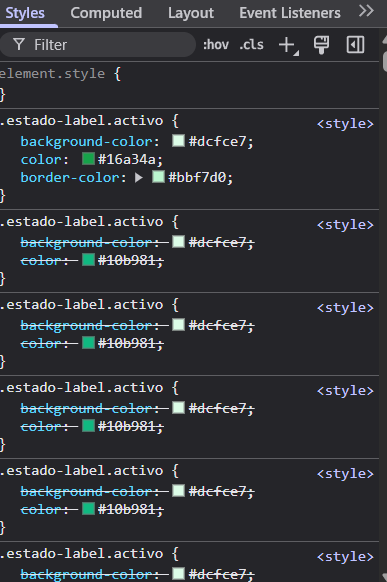 Styles Computed Layout Event Listeners
Filter :hov .cls
element.style {
}
.estado-label.activo { <style>
background-color: #dcfce7;
color: #16a34a;
border-color: #bbf7d0;
}
.estado-label.activo { <style>
background-color: #dcfce7;
color: #10b981;
}
.estado-label.activo { <style>
background-color: #dcfce7;
color: #10b981;
}
.estado-label.activo { <style>
background-color: #dcfce7;
color: #10b981;
}
.estado-label.activo { <style>
background-color: #dcfce7;
color: #10b981;
}
.estado-label.activo { <style>
background-color: #dcfce7;
color: #10b981;